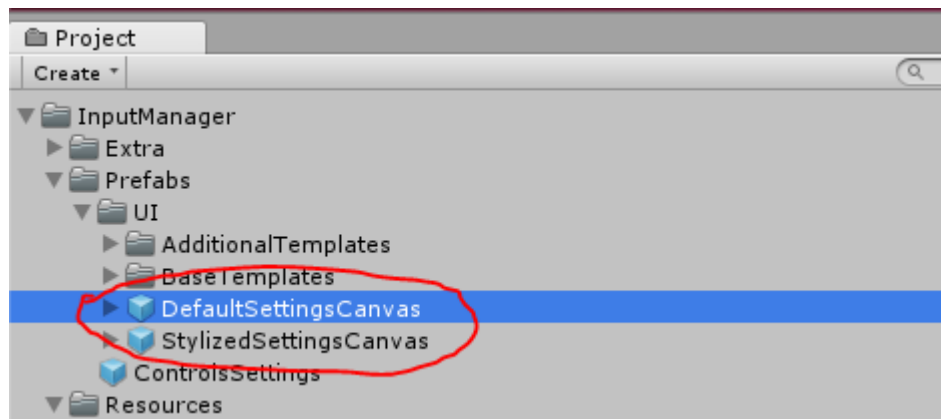 Project
Create
InputManager
Extra
Prefabs
UI
AdditionalTemplates
BaseTemplates
DefaultSettingsCanvas
StylizedSettingsCanvas
ControlsSettings
Resources